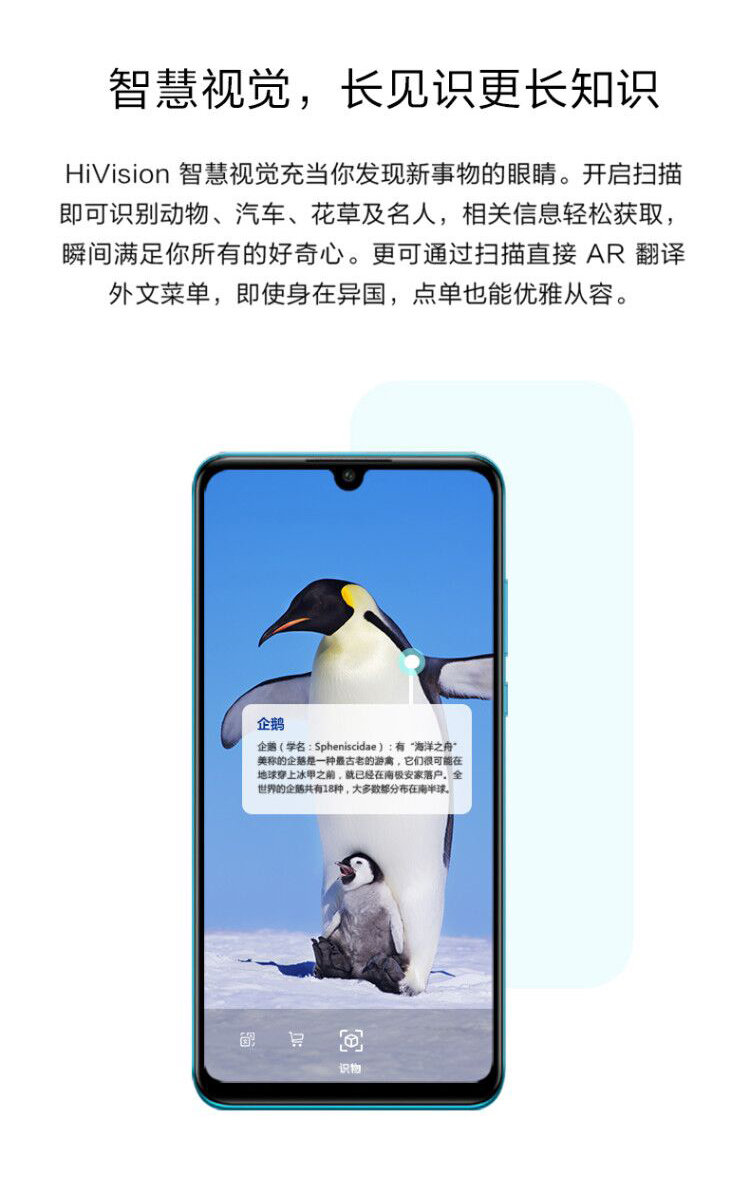 智慧视觉，长见识更长知识
HiVision 智慧视觉充当你发现新事物的眼睛。开启扫描
即可识别动物、汽车、花草及名人，相关信息轻松获取，
瞬间满足你所有的好奇心。更可通过扫描直接 AR 翻译
外文菜单，即使身在异国，点单也能优雅从容。
企鹅
企鹅（学名：Spheniscidae）：有“海洋之舟”
美称的企鹅是一种最古老的游禽，它们很可能在
地球穿上冰甲之前，就已经在南极安家落户。全
世界的企鹅共有18种，大多数都分布在南半球。
识物